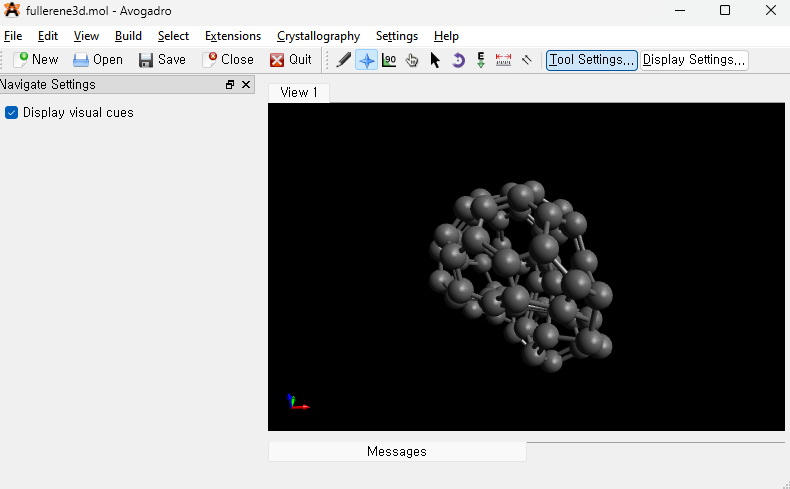 fullerene3d.mol - Avogadro
File Edit View Build Select Extensions Crystallography Settings Help
New Open Save Close Quit 90 E Tool Settings... Display Settings...
Navigate Settings
View 1
Display visual cues
Messages